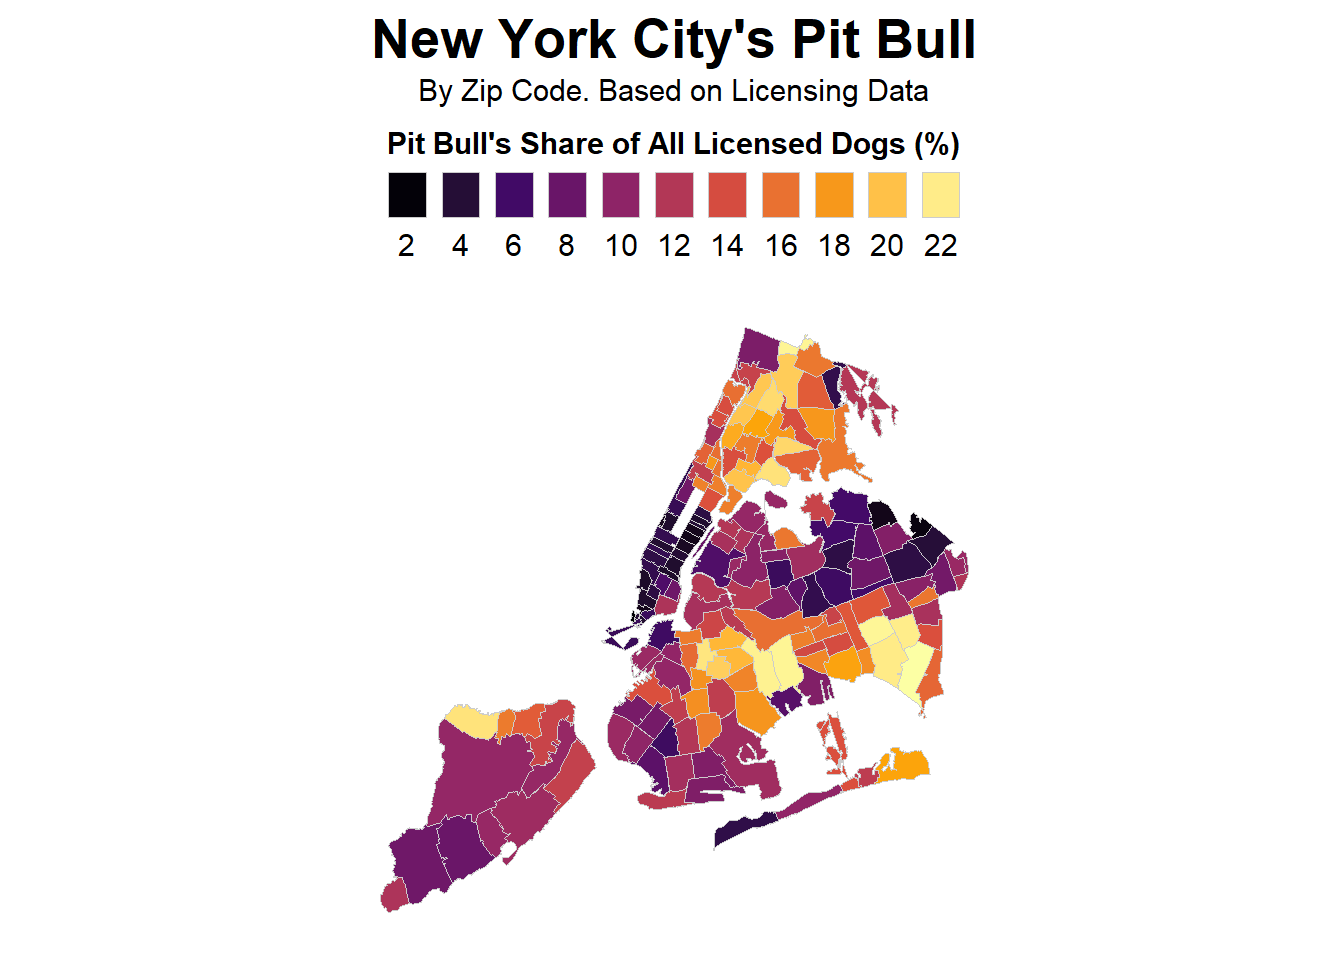 New York City's Pit Bull
By Zip Code. Based on Licensing Data
Pit Bull's Share of All Licensed Dogs (%)
2 4 6 8 10 12 14 16 18 20 22